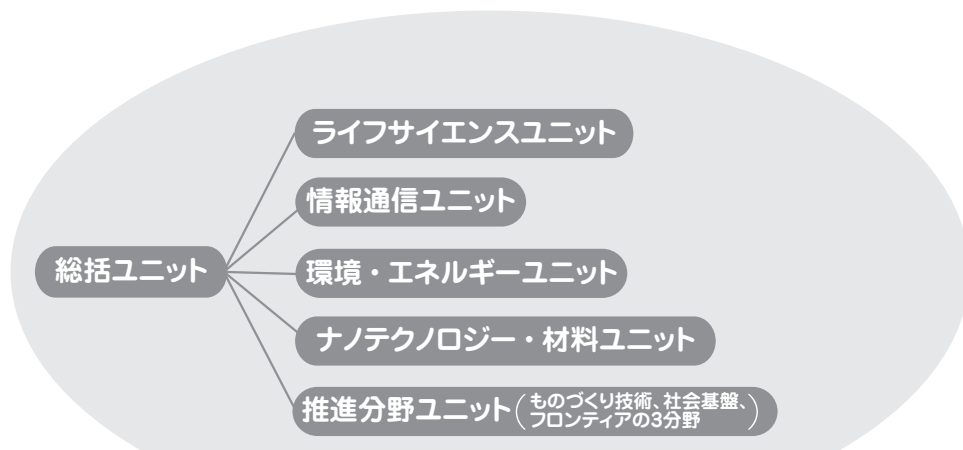 ライフサイエンスユニット
情報通信ユニット
総括ユニット
環境・エネルギーユニット
ナノテクノロジー・材料ユニット
推進分野ユニット(ものづくり技術、社会基盤、
フロンティアの3分野)